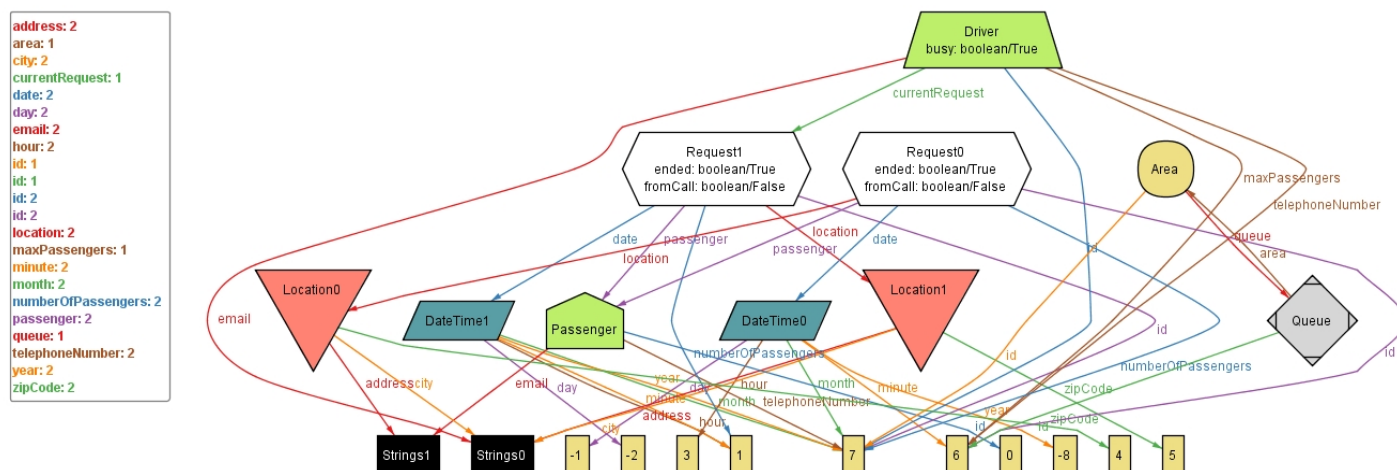 address: 2
area: 1
city: 2
currentRequest: 1
date: 2
day: 2
email: 2
hour: 2
id: 1
id: 1
id: 2
id: 2
location: 2
maxPassengers: 1
minute: 2
month: 2
numberOfPassengers: 2
passenger: 2
queue: 1
telephoneNumber: 2
year: 2
zipCode: 2
Driver
busy: boolean/True
currentRequest
Request1
ended: boolean/True
fromCall: boolean/False
Request0
ended: boolean/True
fromCall: boolean/False
Area
maxPassengers
telephoneNumber
date
passenger
location
date
queue
location
passenger
id
area
Location0
DateTime1
Passenger
DateTime0
Location1
Queue
email
numberOfPassengers
id
id
id
numberOfPassengers
address
city
day
email
year
minute
day
hour
month
minute
zipCode
month
telephoneNumber
year
zipCode
address
hour
city
id
id
Strings1
Strings0
-1
-2
3
1
7
6
0
-8
4
5